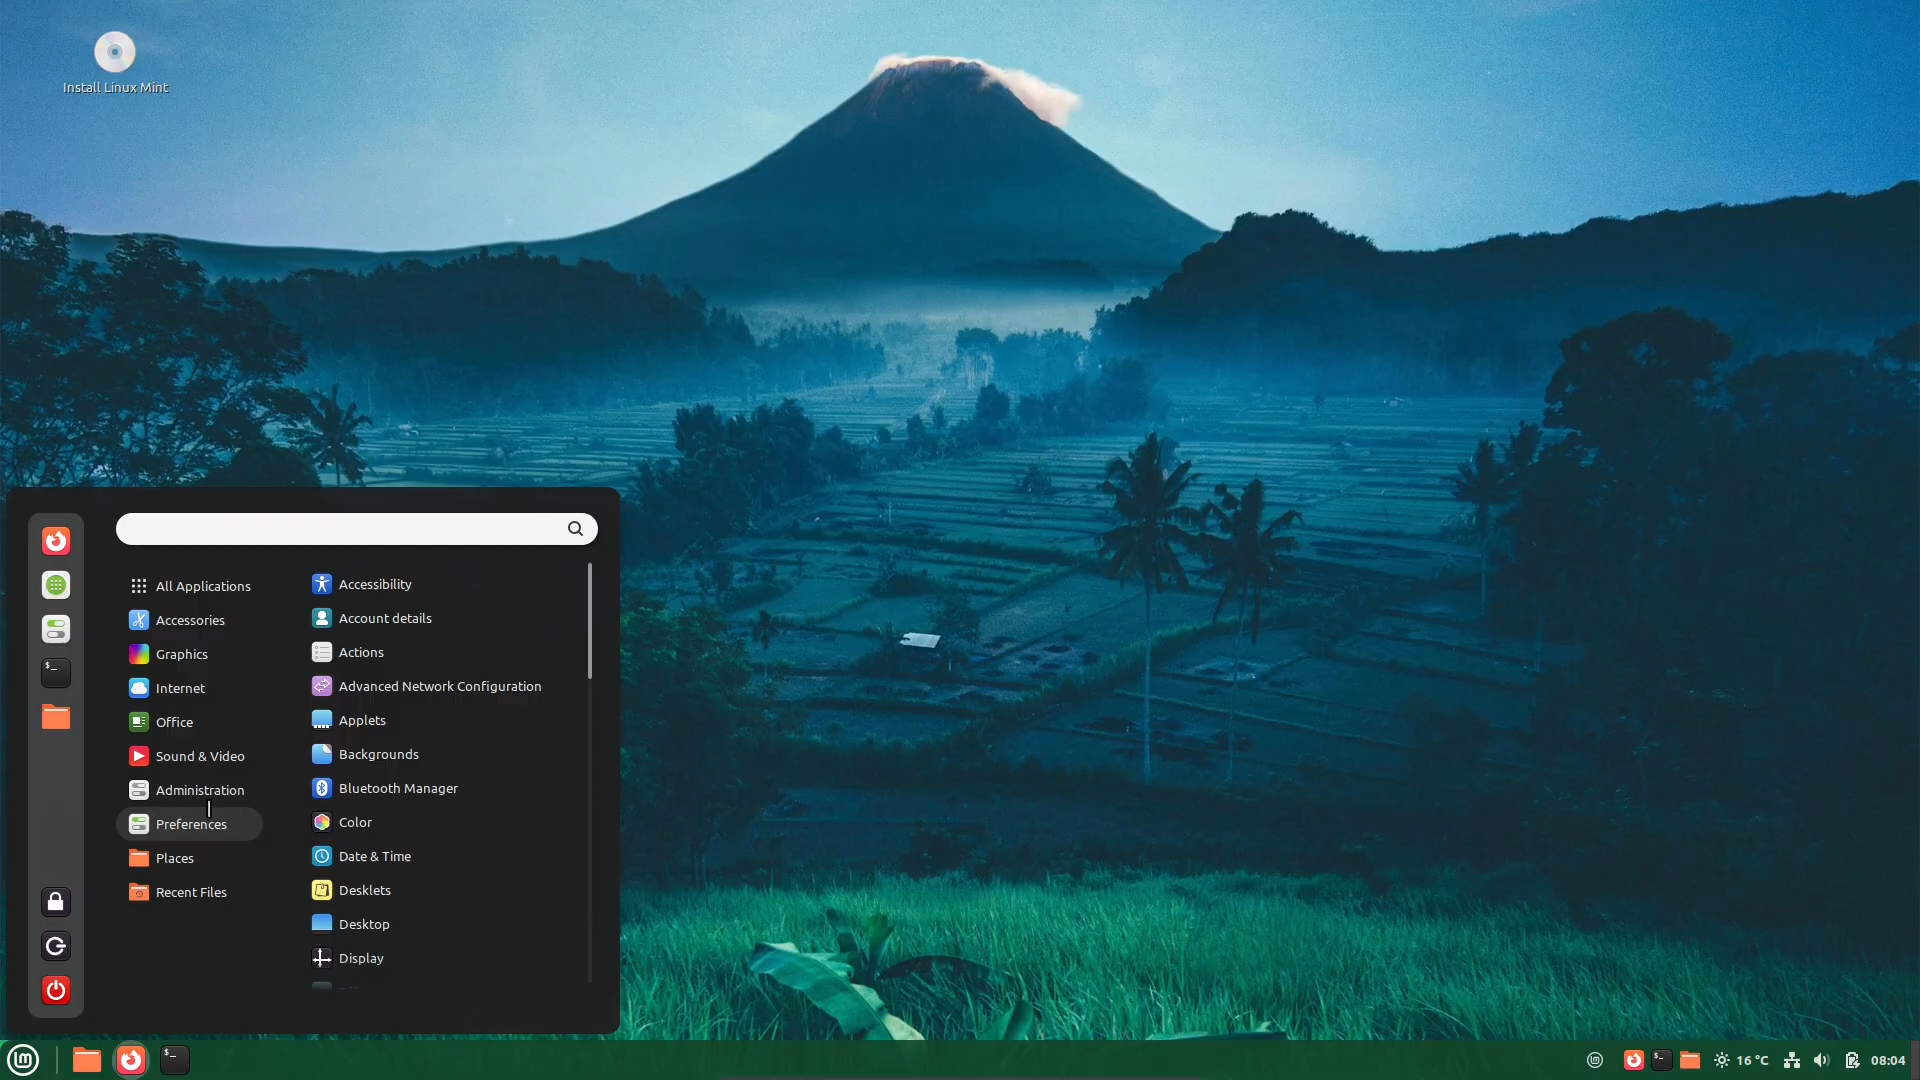 Install Linux Mint
All Applications
Accessories
Graphics
Internet
Office
Sound & Video
Administration
Preferences
Places
Recent Files
Accessibility
Account details
Actions
Advanced Network Configuration
Applets
Backgrounds
Bluetooth Manager
Color
Date & Time
Desklets
Desktop
Display
16 °C
08:04